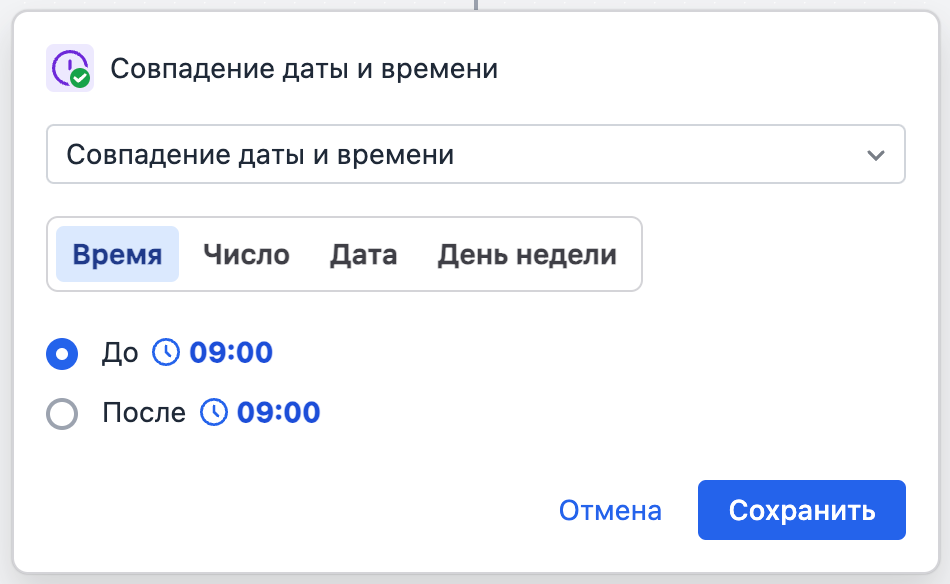 Совпадение даты и времени
Совпадение даты и времени
Время Число Дата День недели
До 09:00
После 09:00
Отмена Сохранить